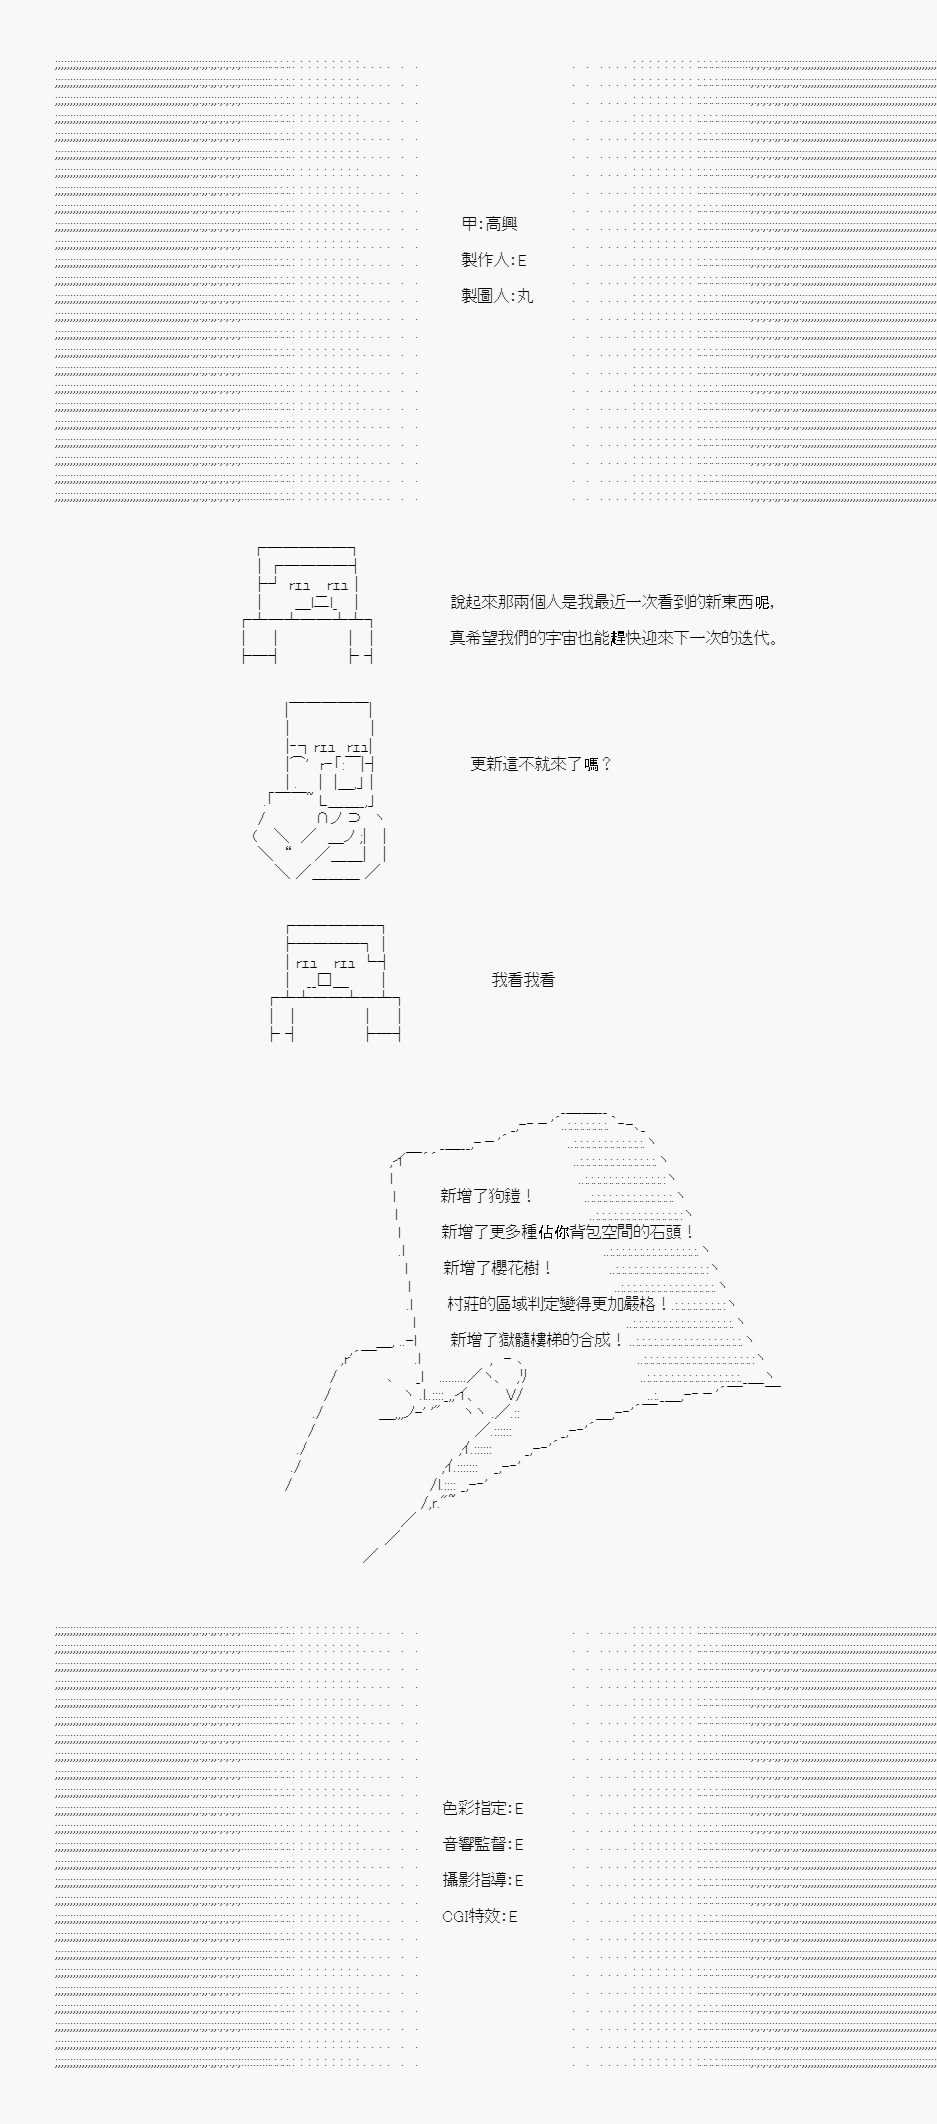 甲：高興
製作人：E
製圖人：丸
說起來那兩個人是我最近一次看到的新東西呢，
真希望我們的宇宙也能趕快迎來下一次的迭代。
更新這不就來了嗎？
我看我看
新增了狗鎧！
新增了更多種佔你背包空間的石頭！
新增了櫻花樹！
村莊的區域判定變得更加嚴格！
新增了獄髓樓梯的合成！
色彩指定：E
音響監督：E
攝影指導：E
CGI特效：E